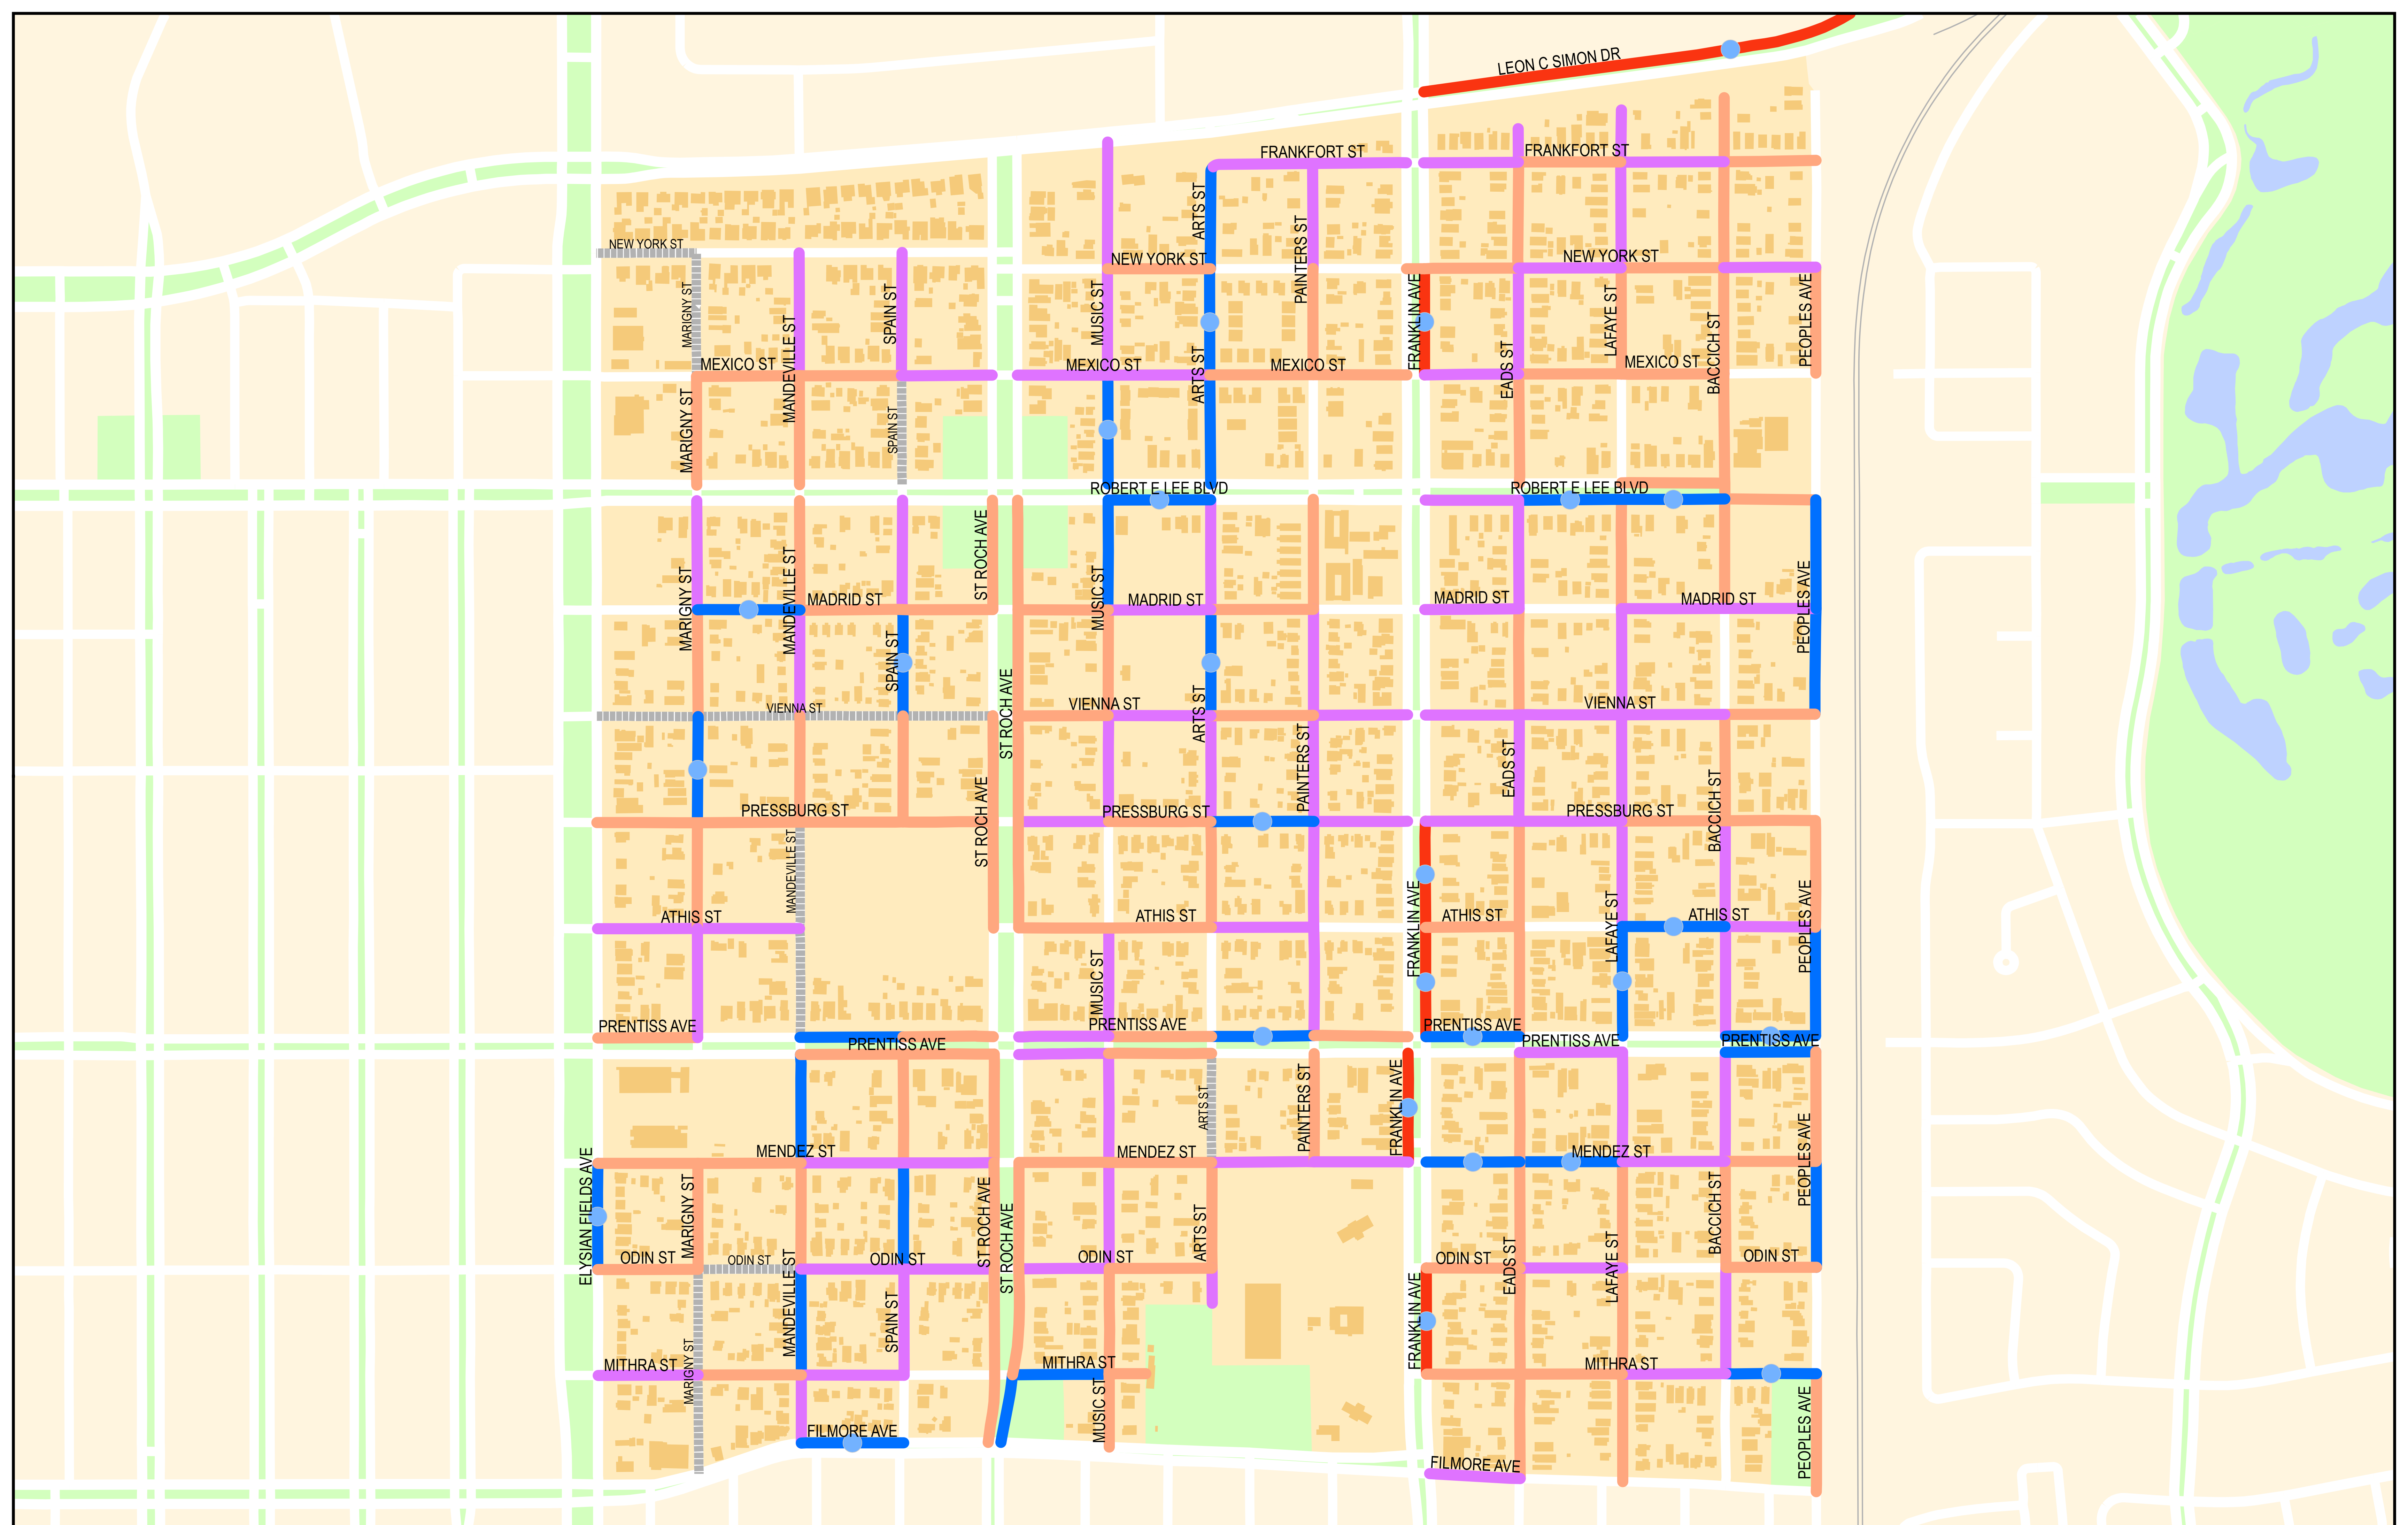 LEON C SIMON DR
FRANKFORT ST
FRANKFORT ST
ARTS ST
PAINTERS ST
NEW YORK ST
NEW YORK ST
NEW YORK ST
MARIGNY ST
MANDEVILLE ST
SPAIN ST
MUSIC ST
FRANKLIN AVE
LAFAYE ST
BACCICH ST
PEOPLES AVE
EADS ST
ARTS ST
MEXICO ST
MEXICO ST
MEXICO ST
MEXICO ST
MARIGNY ST
SPAIN ST
ROBERT E LEE BLVD
ROBERT E LEE BLVD
ST ROCH AVE
MARIGNY ST
MANDEVILLE ST
MUSIC ST
PEOPLES AVE
MADRID ST
MADRID ST
MADRID ST
MADRID ST
SPAIN ST
ST ROCH AVE
ARTS ST
VIENNA ST
VIENNA ST
VIENNA ST
PAINTERS ST
EADS ST
BACCICH ST
ST ROCH AVE
PRESSBURG ST
PRESSBURG ST
PRESSBURG ST
MANDEVILLE ST
FRANKLIN AVE
LAFAYE ST
PEOPLES AVE
ATHIS ST
ATHIS ST
ATHIS ST
ATHIS ST
MUSIC ST
PRENTISS AVE
PRENTISS AVE
PRENTISS AVE
PRENTISS AVE
PRENTISS AVE
PRENTISS AVE
ARTS ST
PAINTERS ST
FRANKLIN AVE
PEOPLES AVE
MENDEZ ST
MENDEZ ST
MENDEZ ST
ELYSIAN FIELDS AVE
MARIGNY ST
ST ROCH AVE
ST ROCH AVE
ARTS ST
EADS ST
LAFAYE ST
BACCICH ST
ODIN ST
ODIN ST
ODIN ST
ODIN ST
ODIN ST
ODIN ST
MANDEVILLE ST
SPAIN ST
FRANKLIN AVE
MITHRA ST
MITHRA ST
MITHRA ST
MARIGNY ST
MUSIC ST
PEOPLES AVE
FILMORE AVE
FILMORE AVE